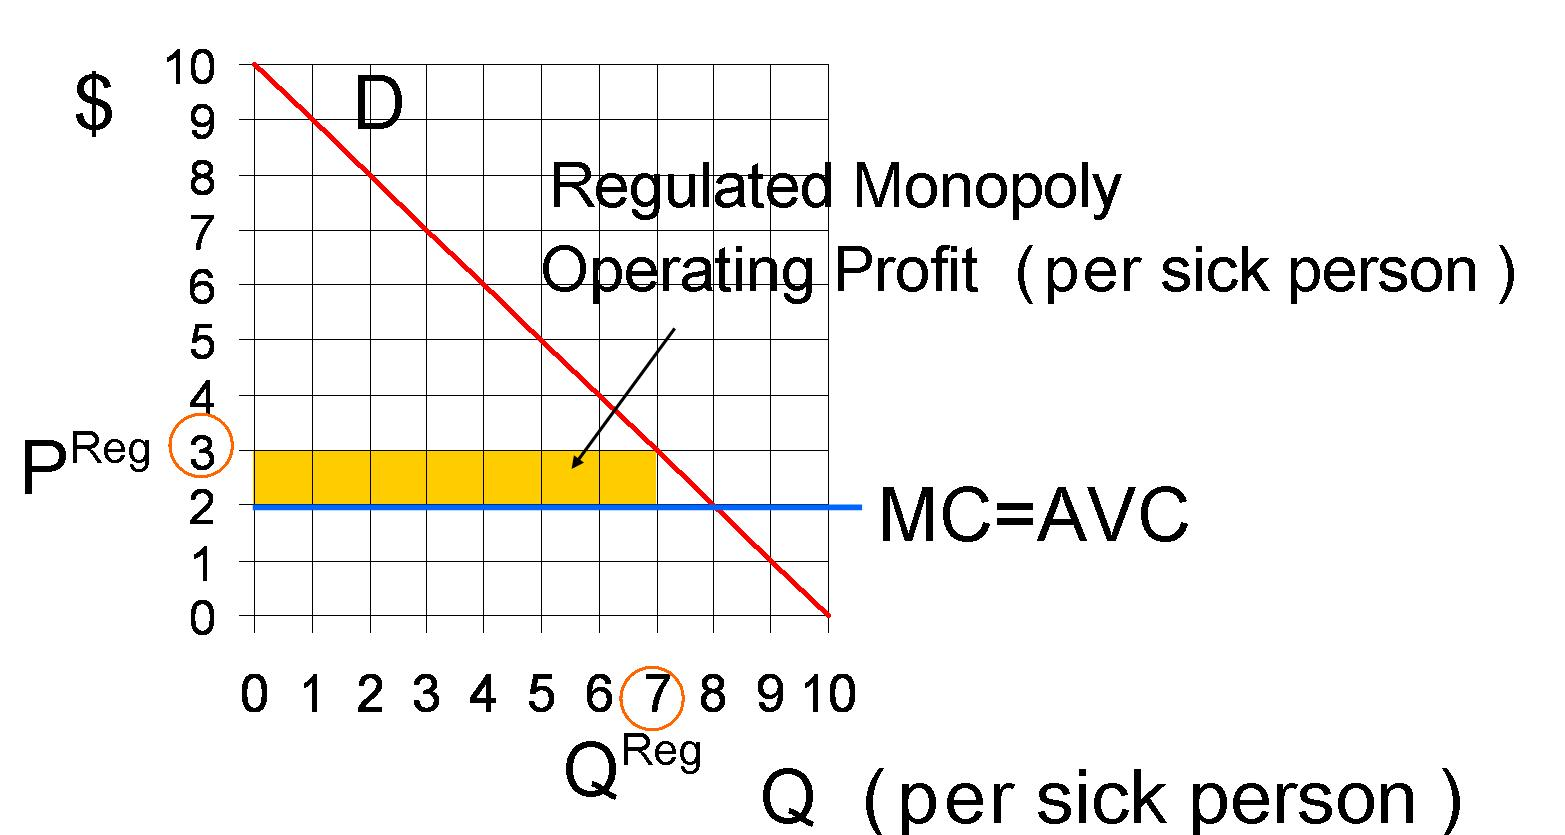 $
10
9
8
7
6
5
4
3
2
1
0
D
Regulated Monopoly
Operating Profit (per sick person )
P^Reg
MC=AVC
0 1 2 3 4 5 6 7 8 9 10
Q^Reg
Q (per sick person )